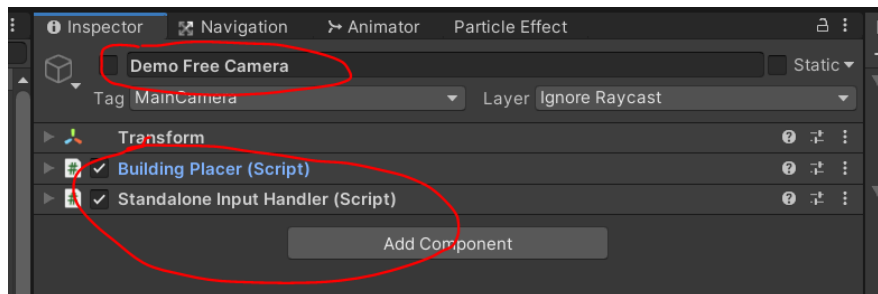 Inspector Navigation Animator Particle Effect
Demo Free Camera Static
Tag MainCamera Layer Ignore Raycast
Transform
# Building Placer (Script)
# Standalone Input Handler (Script)
Add Component